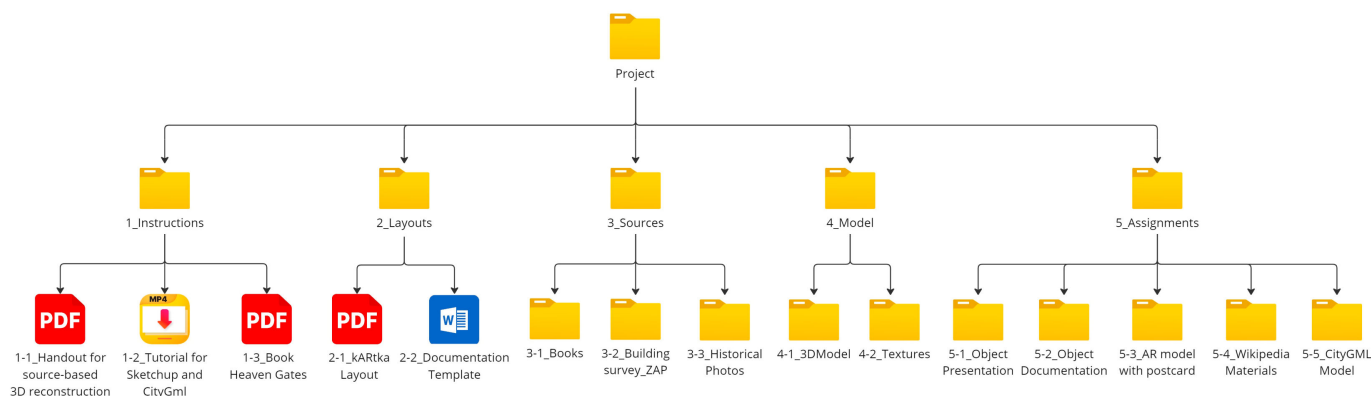 Project
1_Instructions
2_Layouts
3_Sources
4_Model
5_Assignments
PDF
MP4
PDF
PDF
W
1-1_Handout for
source-based
3D reconstruction
1-2_Tutorial for
Sketchup and
CityGml
1-3_Book
Heaven Gates
2-1_kARtka
Layout
2-2_Documentation
Template
3-1_Books
3-2_Building
survey_ZAP
3-3_Historical
Photos
4-1_3DModel
4-2_Textures
5-1_Object
Presentation
5-2_Object
Documentation
5-3_AR model
with postcard
5-4_Wikipedia
Materials
5-5_CityGML
Model